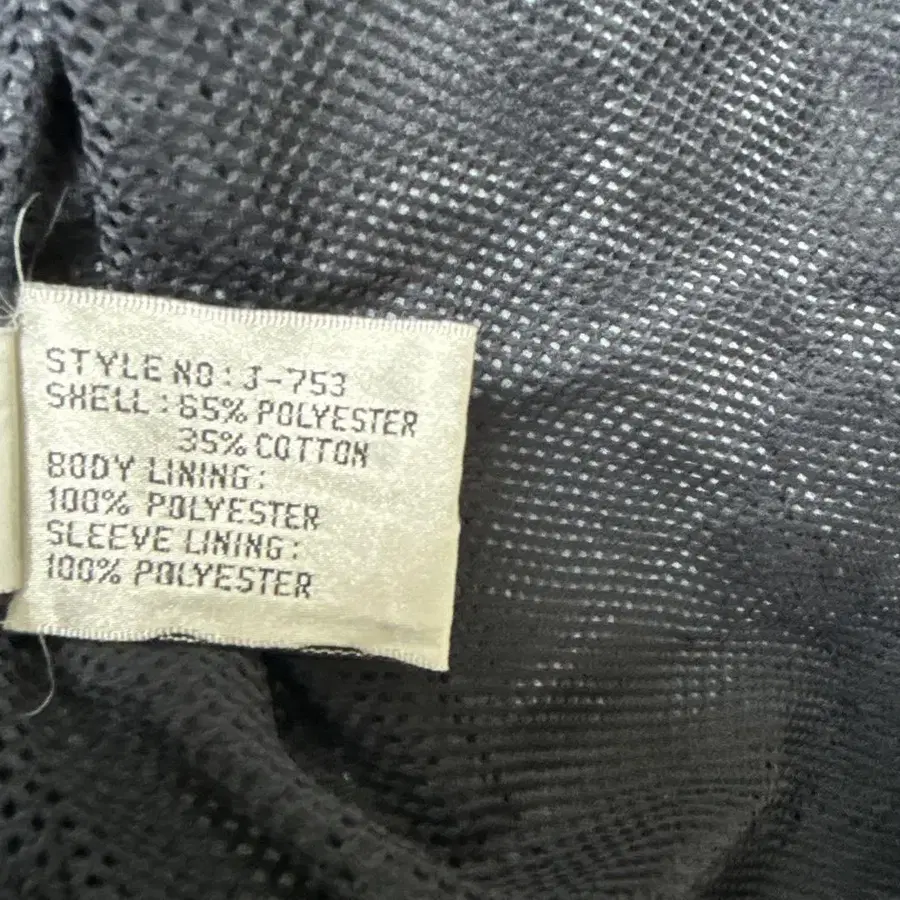 STYLE NO: J-753
SHELL: 65% POLYESTER
35% COTTON
BODY LINING:
100% POLYESTER
SLEEVE LINING:
100% POLYESTER